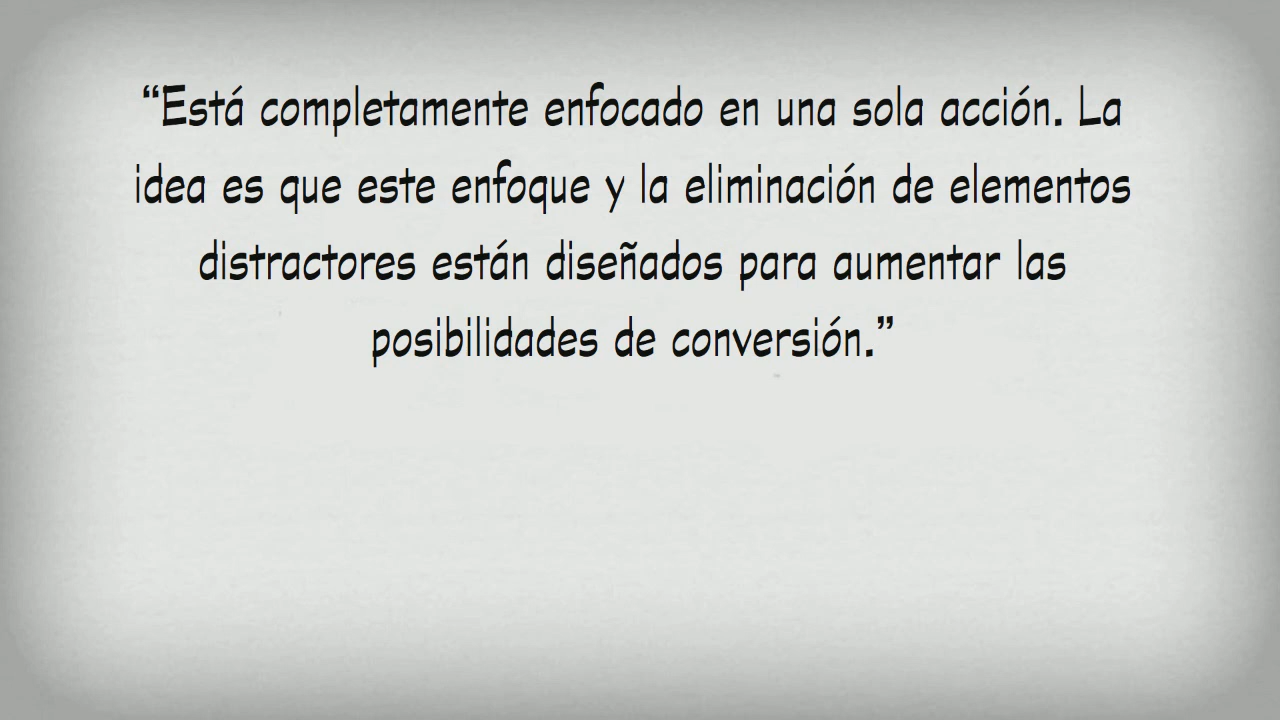 “Está completamente enfocado en una sola acción. La
idea es que este enfoque y la eliminación de elementos
distractores están diseñados para aumentar las
posibilidades de conversión.”